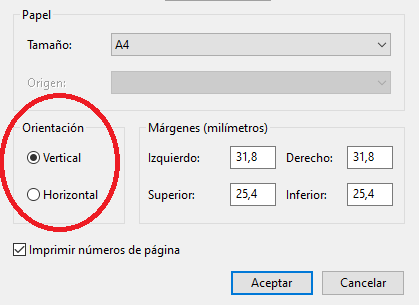 Papel
Tamaño: A4
Origen:
Orientación
Vertical
Horizontal
Márgenes (milímetros)
Izquierdo: 31,8 Derecho: 31,8
Superior: 25,4 Inferior: 25,4
Imprimir números de página
Aceptar Cancelar